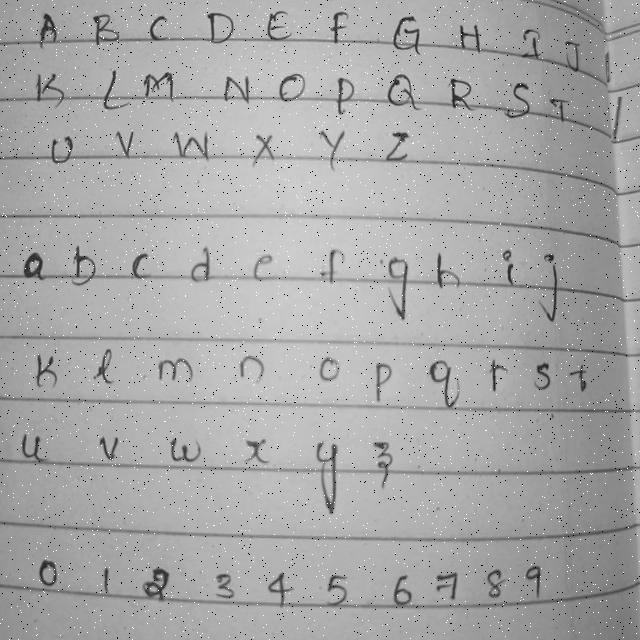 A B C D E F G H I J
K L M N O P Q R S T
U V W X Y Z
a b c d e f g h i j
k l m n o p q r s t
u v w x y z
0 1 2 3 4 5 6 7 8 9